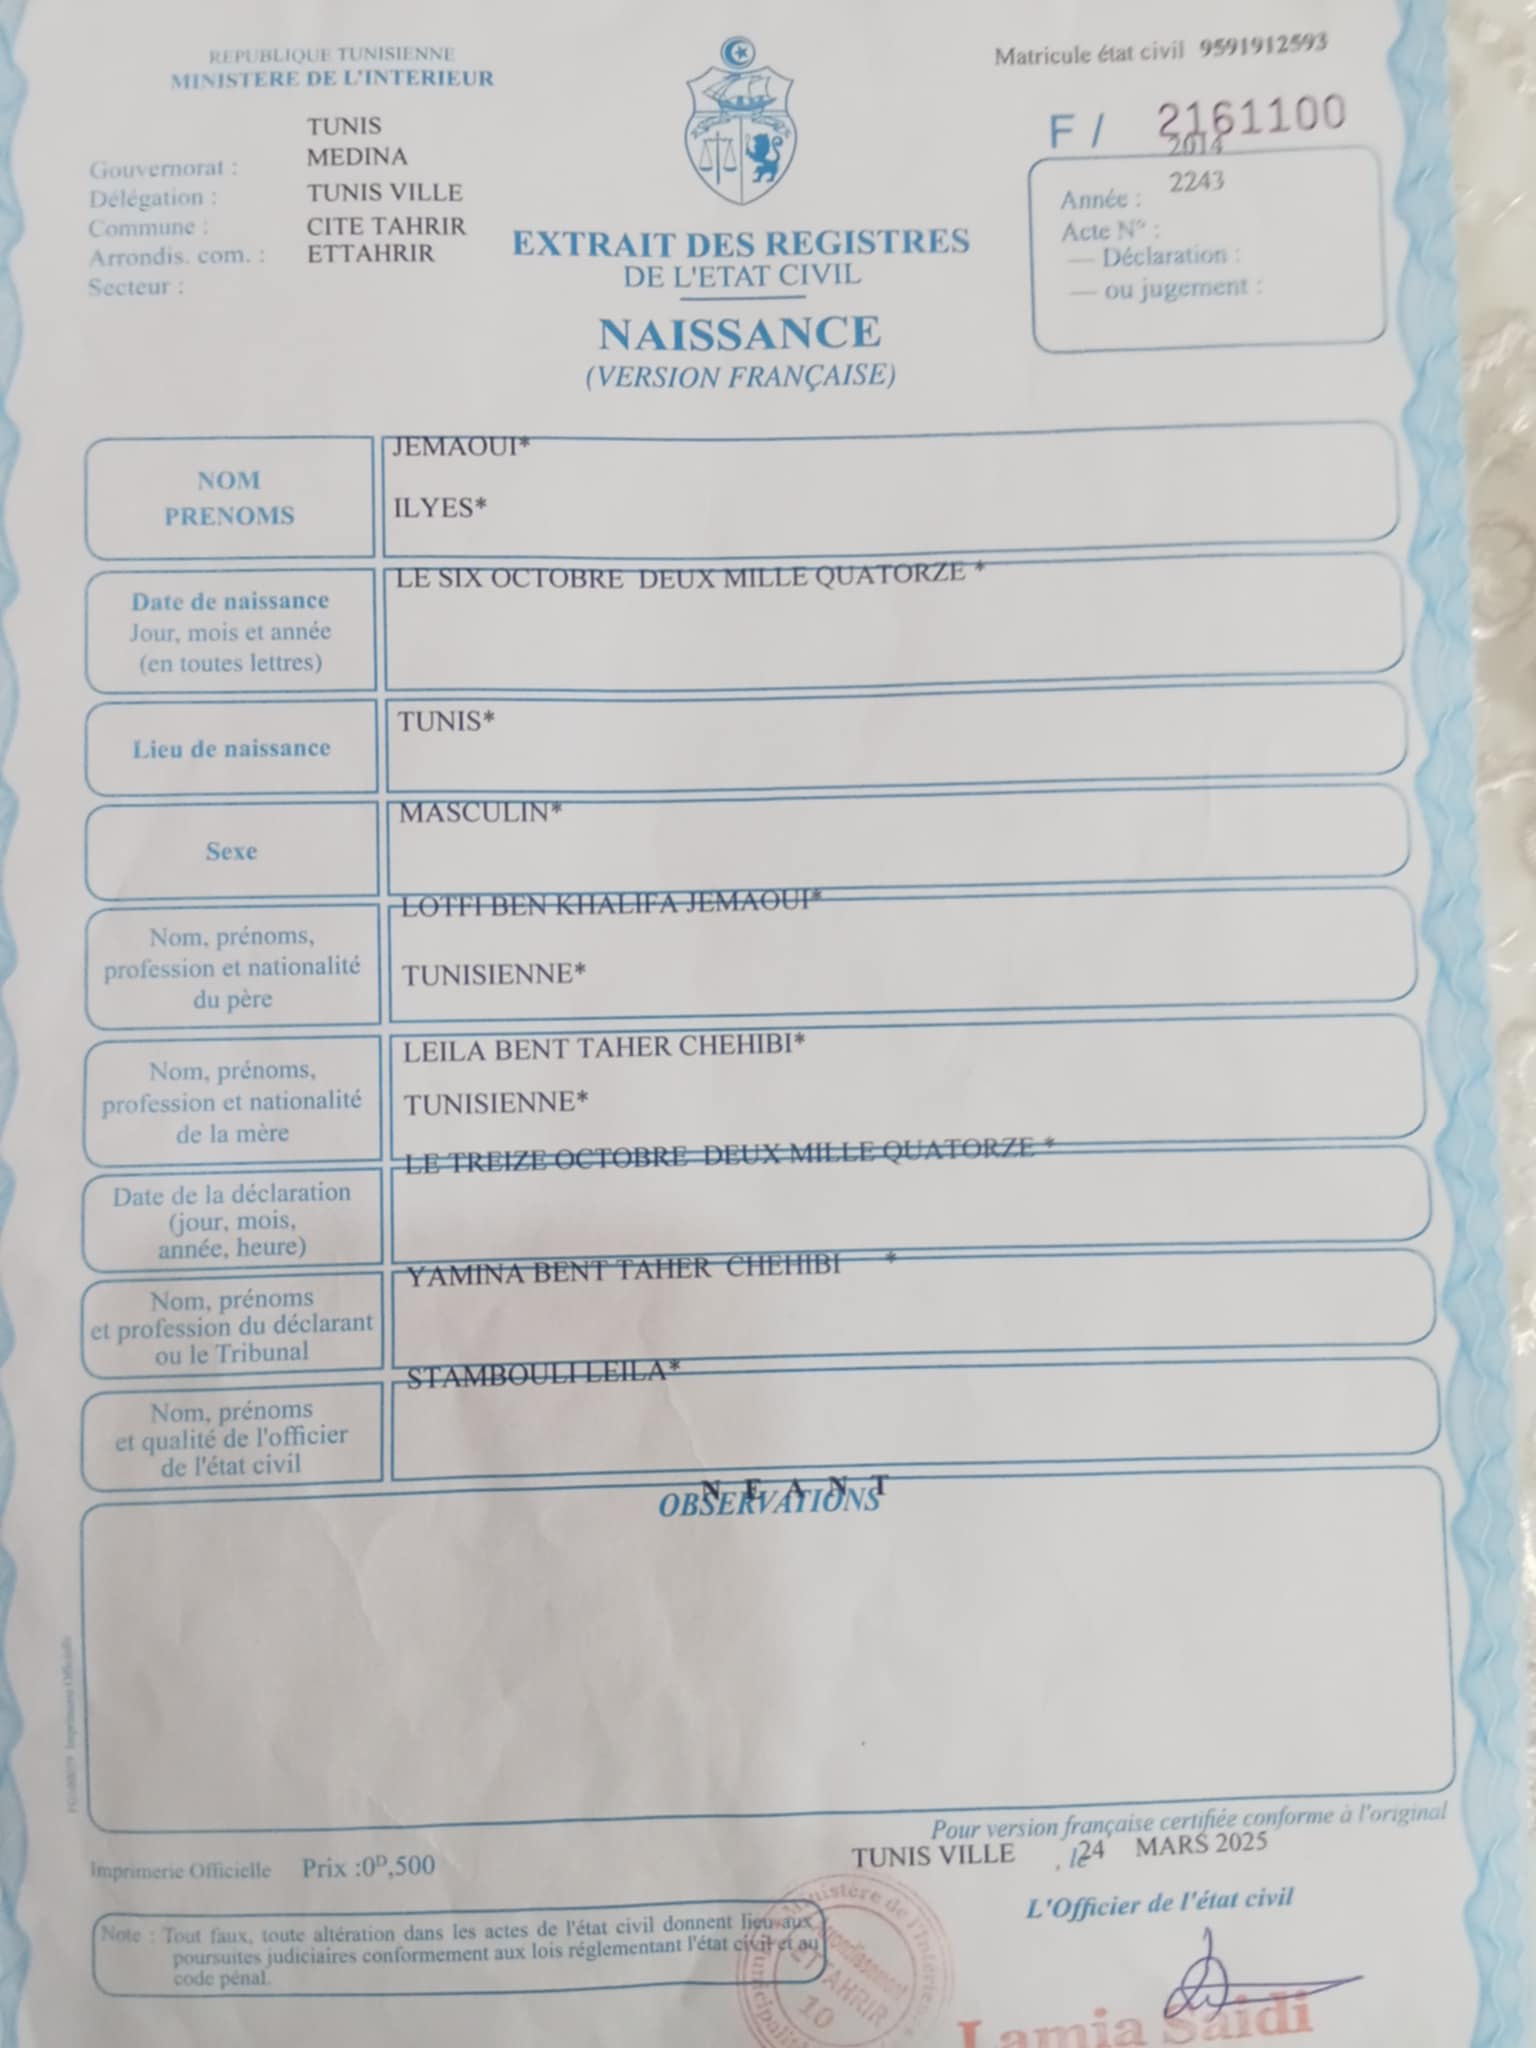 REPUBLIQUE TUNISIENNE
MINISTERE DE L'INTERIEUR
Matricule état civil 9591912593
F / 2161100
TUNIS
MEDINA
TUNIS VILLE
CITE TAHRIR
ETTAHRIR
Gouvernorat :
Délégation :
Commune :
Arrondis. com. :
Secteur :
EXTRAIT DES REGISTRES
DE L'ETAT CIVIL
NAISSANCE
(VERSION FRANÇAISE)
2014
2243
Année :
Acte N° :
— Déclaration :
— ou jugement :
NOM
PRENOMS
JEMAOUI*
ILYES*
Date de naissance
Jour, mois et année
(en toutes lettres)
LE SIX OCTOBRE DEUX MILLE QUATORZE *
Lieu de naissance
TUNIS*
Sexe
MASCULIN*
Nom, prénoms,
profession et nationalité
du père
LOTFI BEN KHALIFA JEMAOUI*
TUNISIENNE*
Nom, prénoms,
profession et nationalité
de la mère
LEILA BENT TAHER CHEHIBI*
TUNISIENNE*
Date de la déclaration
(jour, mois,
année, heure)
LE TREIZE OCTOBRE DEUX MILLE QUATORZE *
Nom, prénoms
et profession du déclarant
ou le Tribunal
YAMINA BENT TAHER CHEHIBI *
Nom, prénoms
et qualité de l'officier
de l'état civil
STAMBOULI LEILA*
N E A N T
OBSERVATIONS
Imprimerie Officielle
Pour version française certifiée conforme à l'original
TUNIS VILLE , le 24 MARS 2025
Imprimerie Officielle Prix :0ᴰ,500
L'Officier de l'état civil
Note : Tout faux, toute altération dans les actes de l'état civil donnent lieu aux
poursuites judiciaires conformement aux lois réglementant l'état civil et au
code pénal.
Ministère de l'Intérieur
Arrondissement
ETTAHRIR
10
Lamia Saidi